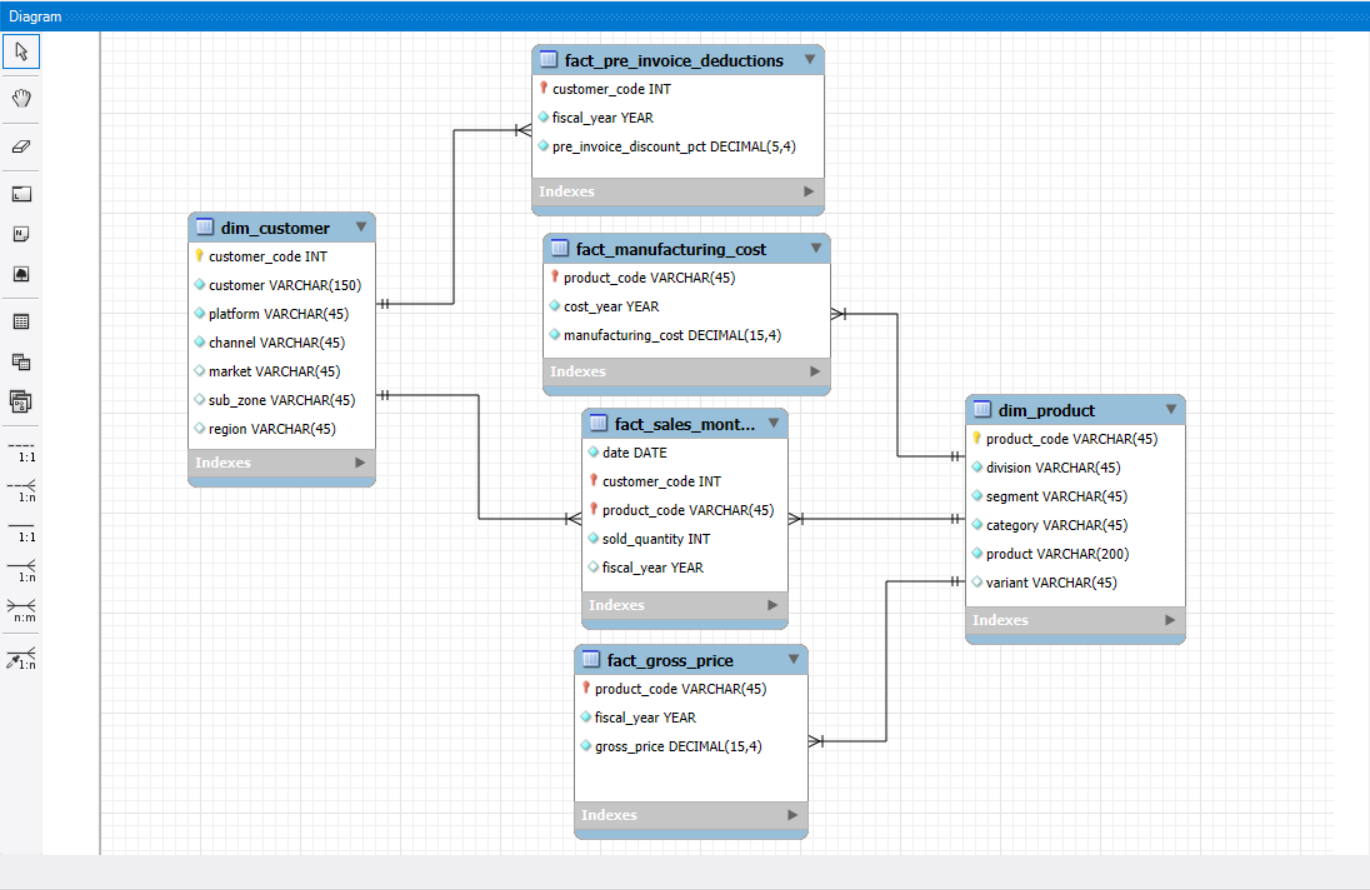 Diagram
fact_pre_invoice_deductions
customer_code INT
fiscal_year YEAR
pre_invoice_discount_pct DECIMAL(5,4)
Indexes
dim_customer
customer_code INT
customer VARCHAR(150)
platform VARCHAR(45)
channel VARCHAR(45)
market VARCHAR(45)
sub_zone VARCHAR(45)
region VARCHAR(45)
Indexes
fact_manufacturing_cost
product_code VARCHAR(45)
cost_year YEAR
manufacturing_cost DECIMAL(15,4)
Indexes
fact_sales_mont...
date DATE
customer_code INT
product_code VARCHAR(45)
sold_quantity INT
fiscal_year YEAR
Indexes
dim_product
product_code VARCHAR(45)
division VARCHAR(45)
segment VARCHAR(45)
category VARCHAR(45)
product VARCHAR(200)
variant VARCHAR(45)
Indexes
fact_gross_price
product_code VARCHAR(45)
fiscal_year YEAR
gross_price DECIMAL(15,4)
Indexes
L
N
1:1
1:n
1:1
1:n
n:m
1:n